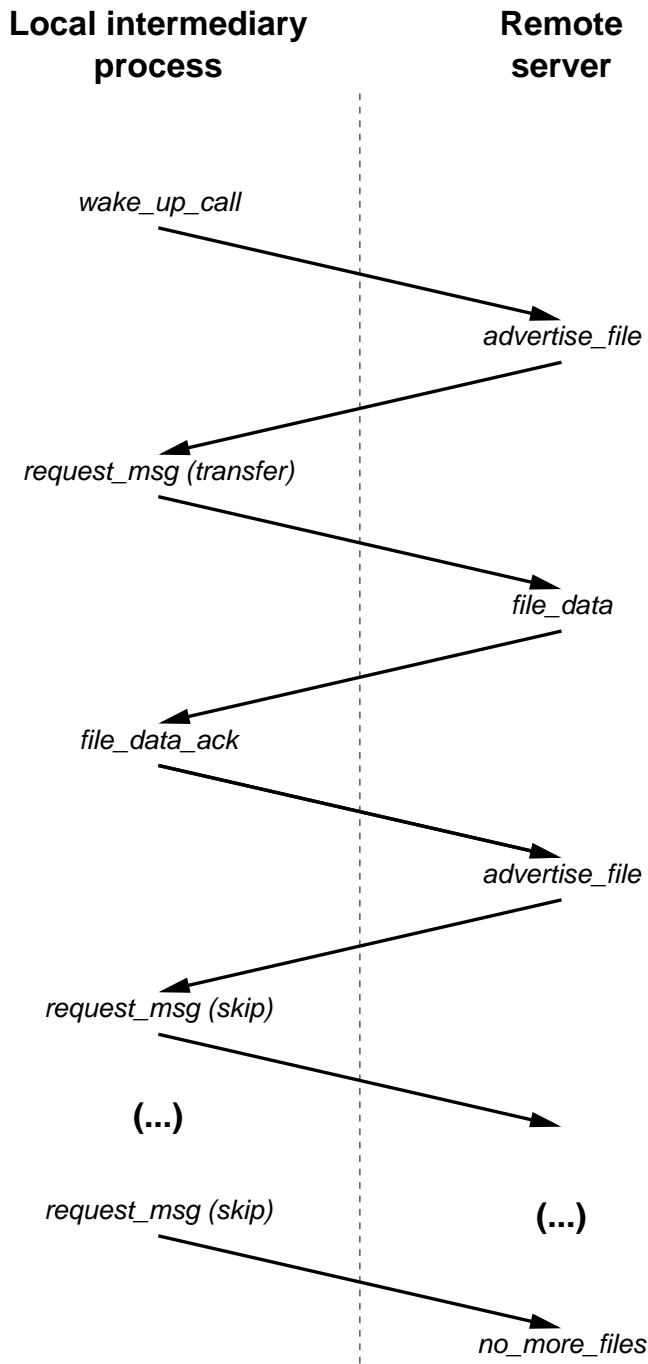 Local intermediary
process
Remote
server
wake_up_call
advertise_file
request_msg (transfer)
file_data
file_data_ack
advertise_file
request_msg (skip)
(...)
request_msg (skip)
(...)
no_more_files